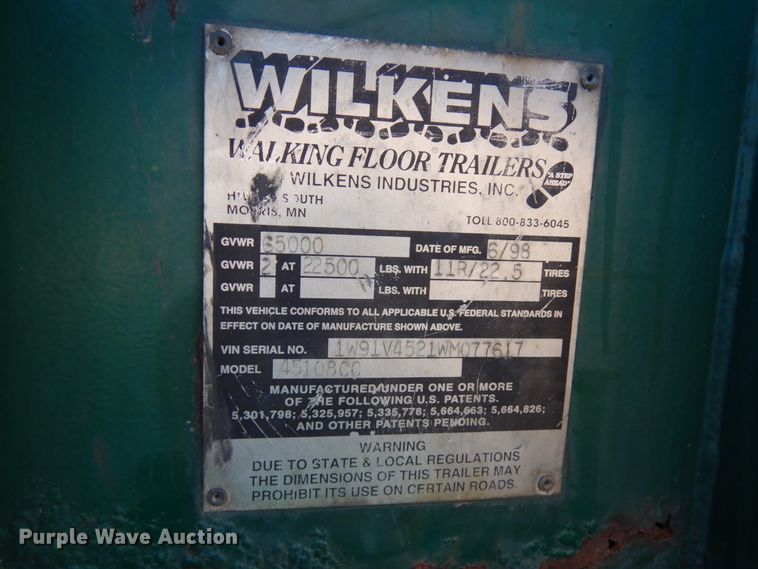 WILKENS
WALKING FLOOR TRAILERS
"A STEP AHEAD"
WILKENS INDUSTRIES, INC.
MORRIS, MN
TOLL 800-833-6045
GVWR 65000 DATE OF MFG. 6/98
GVWR 2 AT 22500 LBS. WITH 11R/22.5 TIRES
GVWR AT LBS. WITH TIRES
THIS VEHICLE CONFORMS TO ALL APPLICABLE U.S. FEDERAL STANDARDS IN
EFFECT ON DATE OF MANUFACTURE SHOWN ABOVE.
VIN SERIAL NO. 1W91V4521WM077617
MODEL 45108CC
MANUFACTURED UNDER ONE OR MORE
OF THE FOLLOWING U.S. PATENTS.
5,301,798; 5,325,957; 5,335,778; 5,664,663; 5,664,826;
AND OTHER PATENTS PENDING.
WARNING
DUE TO STATE & LOCAL REGULATIONS
THE DIMENSIONS OF THIS TRAILER MAY
PROHIBIT ITS USE ON CERTAIN ROADS.
Purple Wave Auction